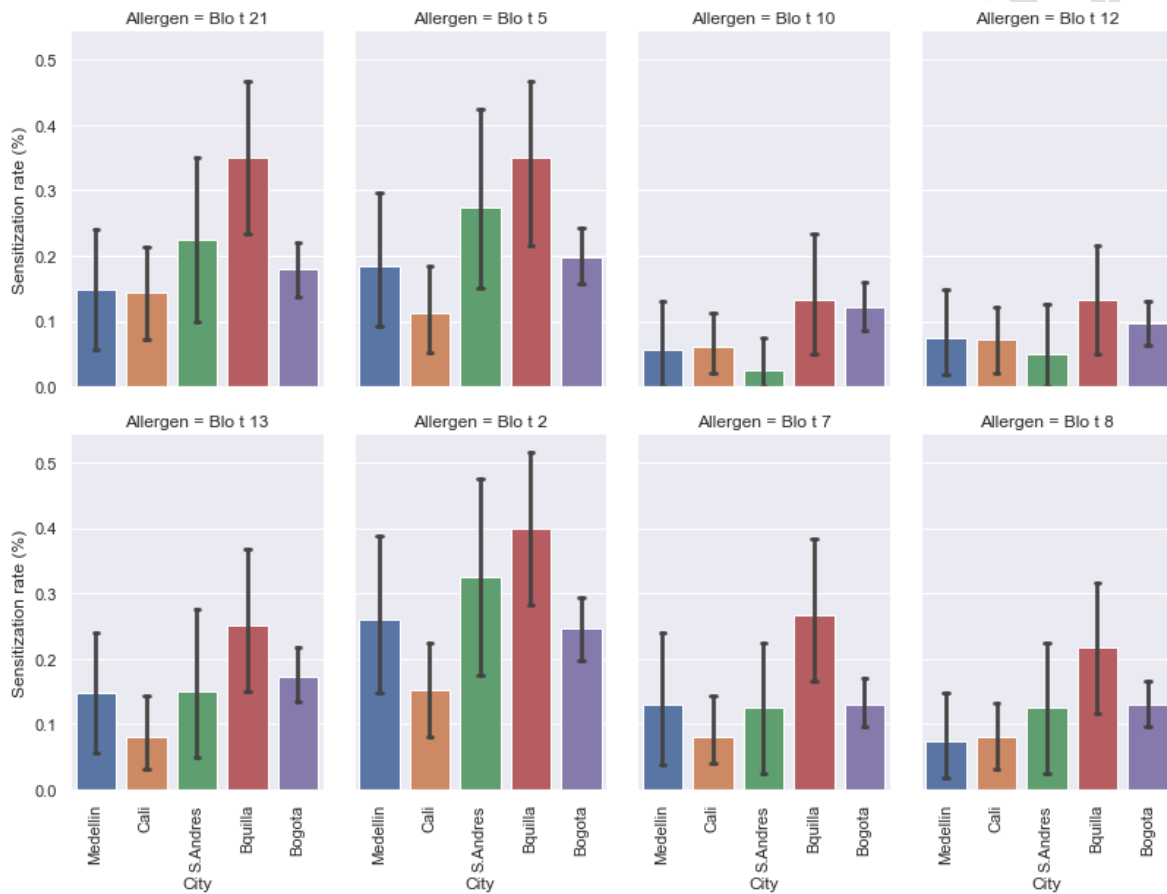 Allergen = Blo t 21
Allergen = Blo t 5
Allergen = Blo t 10
Allergen = Blo t 12
Sensitization rate (%)
0.5
0.4
0.3
0.2
0.1
0.0
Allergen = Blo t 13
Allergen = Blo t 2
Allergen = Blo t 7
Allergen = Blo t 8
Sensitization rate (%)
0.5
0.4
0.3
0.2
0.1
0.0
Medellin
Cali
S.Andres
Bquilla
Bogota
City
Medellin
Cali
S.Andres
Bquilla
Bogota
City
Medellin
Cali
S.Andres
Bquilla
Bogota
City
Medellin
Cali
S.Andres
Bquilla
Bogota
City